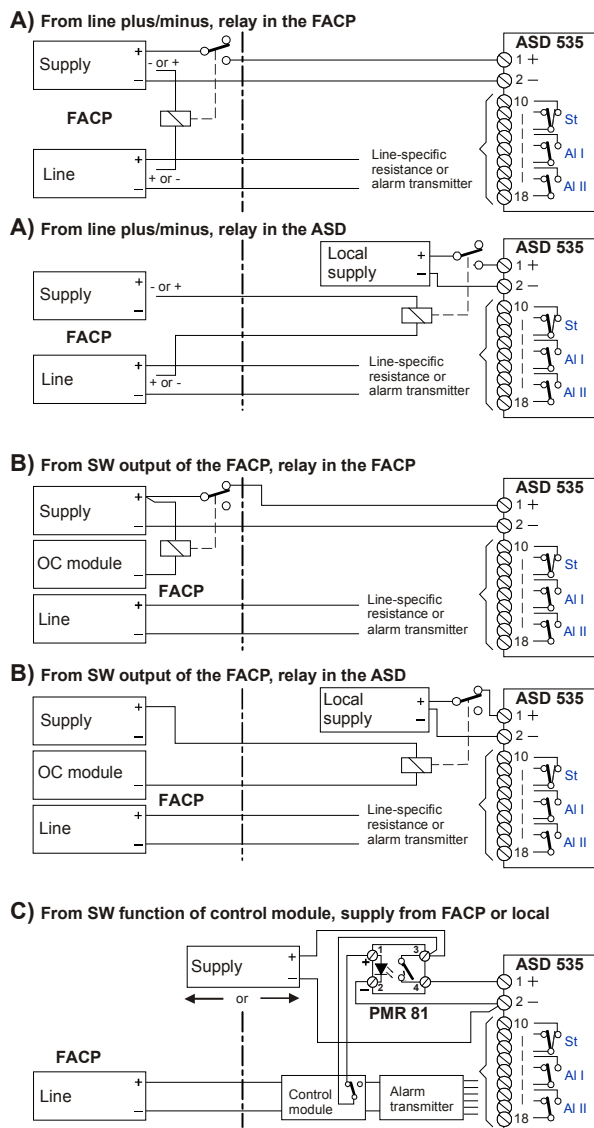 A) From line plus/minus, relay in the FACP
ASD 535
Supply
+
–
- or +
1 +
2 –
10
St
FACP
Al I
Line
+
–
+ or -
Line-specific
resistance or
alarm transmitter
Al II
18
A) From line plus/minus, relay in the ASD
ASD 535
Local
supply
+
–
1 +
2 –
Supply
+
–
- or +
10
St
FACP
Al I
Line
+
–
+ or -
Line-specific
resistance or
alarm transmitter
Al II
18
B) From SW output of the FACP, relay in the FACP
ASD 535
Supply
+
–
1 +
2 –
OC module
–
10
St
FACP
Al I
Line
+
–
Line-specific
resistance or
alarm transmitter
Al II
18
B) From SW output of the FACP, relay in the ASD
ASD 535
Local
supply
+
–
1 +
2 –
Supply
+
–
10
OC module
–
St
FACP
Al I
Line
+
–
Line-specific
resistance or
alarm transmitter
Al II
18
C) From SW function of control module, supply from FACP or local
ASD 535
Supply
+
–
or
1
3
+
–
2
4
PMR 81
1 +
2 –
10
St
FACP
Al I
Line
+
–
Control
module
Alarm
transmitter
Al II
18